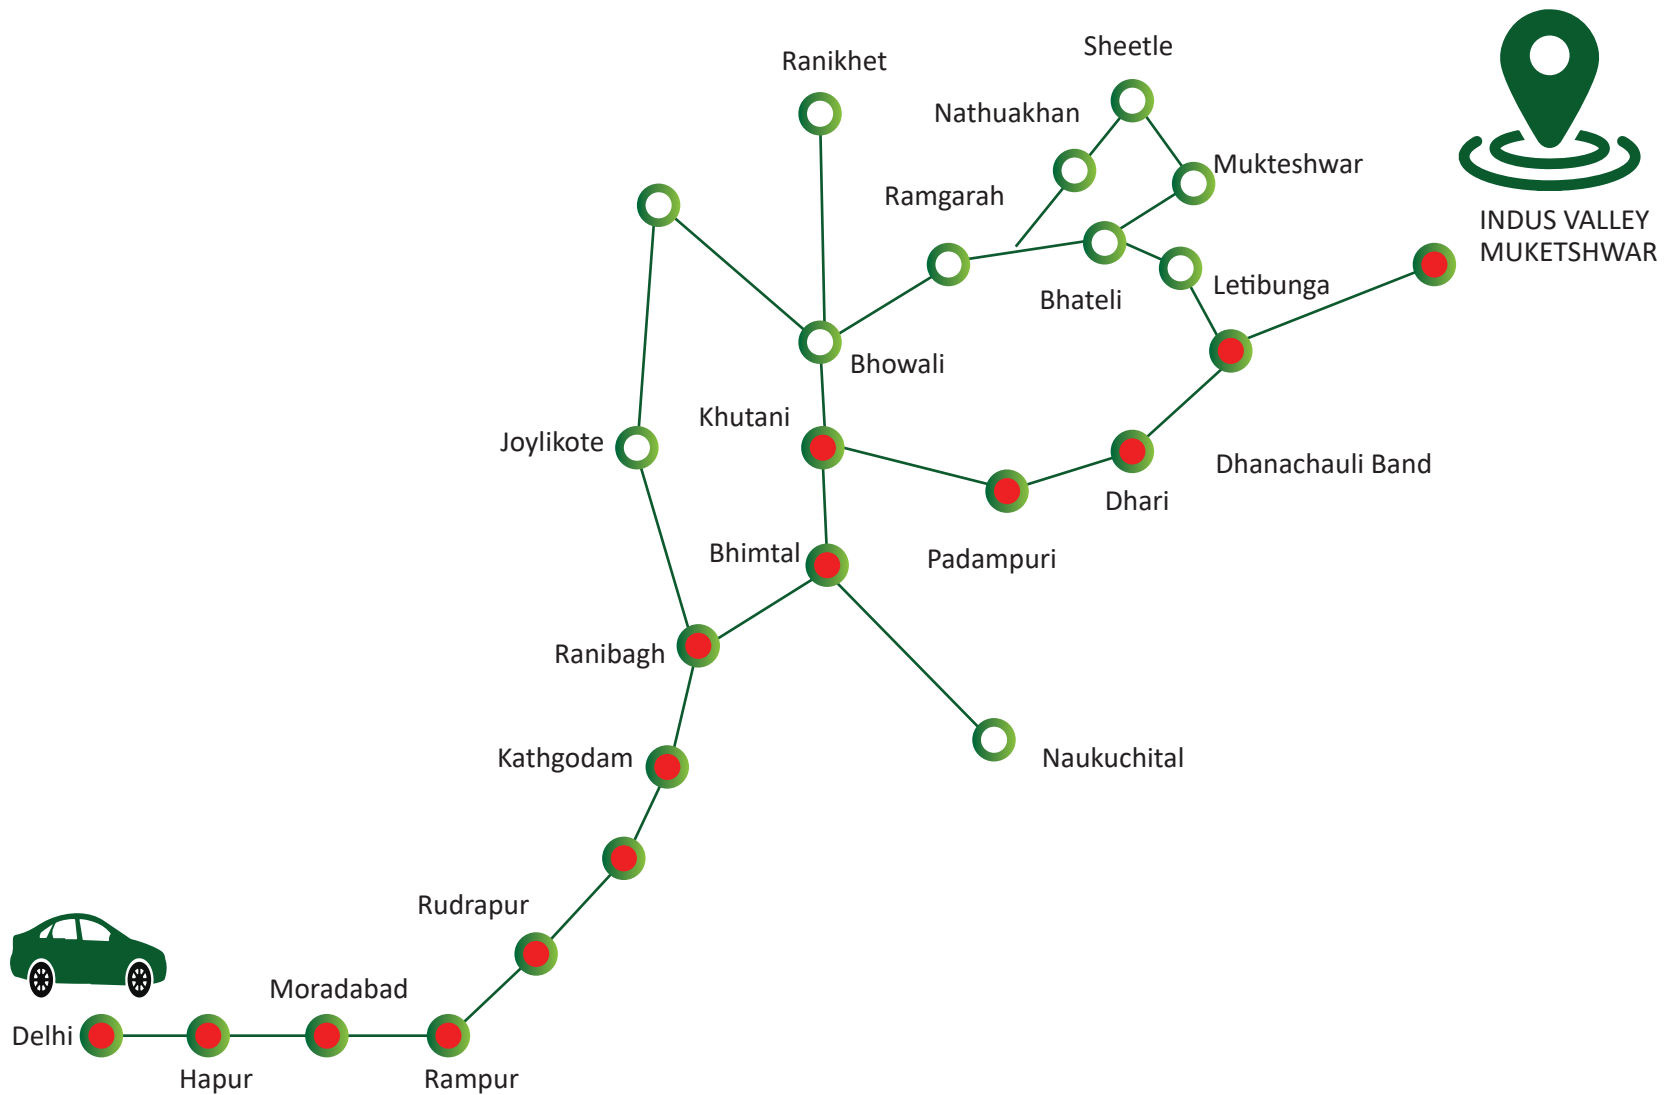 Sheetle
Ranikhet
Nathuakhan
Mukteshwar
Ramgarah
INDUS VALLEY
MUKETSHWAR
Letibunga
Bhateli
Bhowali
Khutani
Joylikote
Dhanachauli Band
Dhari
Bhimtal
Padampuri
Ranibagh
Kathgodam
Naukuchital
Rudrapur
Moradabad
Delhi
Hapur
Rampur